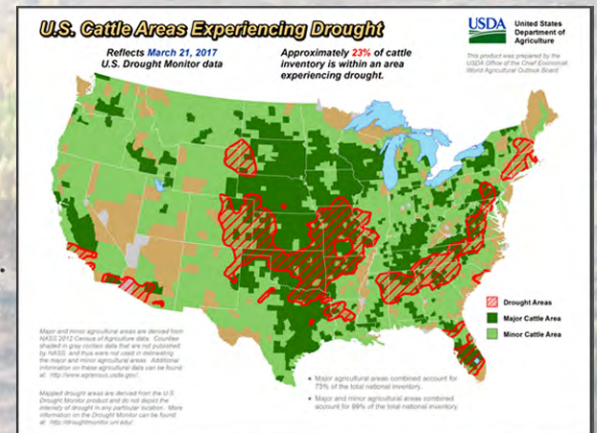 U.S. Cattle Areas Experiencing Drought
Reflects March 21, 2017
U.S. Drought Monitor data
Approximately 23% of cattle
inventory is within an area
experiencing drought.
USDA
United States
Department of
Agriculture
This product was prepared by the
USDA Office of the Chief Economist
World Agricultural Outlook Board
Drought Areas
Major Cattle Area
Minor Cattle Area
Major and minor agricultural areas are derived from
NASS 2012 Census of Agriculture data. Counties
shaded in gray contain data that are not published
by NASS, and thus were not used in delineating
the major and minor agricultural areas. Additional
information on these agricultural data can be found
at: http://www.agcensus.usda.gov/.
Mapped drought areas are derived from the U.S.
Drought Monitor product and do not depict the
intensity of drought in any particular location. More
information on the Drought Monitor can be found
at: http://droughtmonitor.unl.edu/.
• Major agricultural areas combined account for
73% of the total national inventory.
• Major and minor agricultural areas combined
account for 99% of the total national inventory.